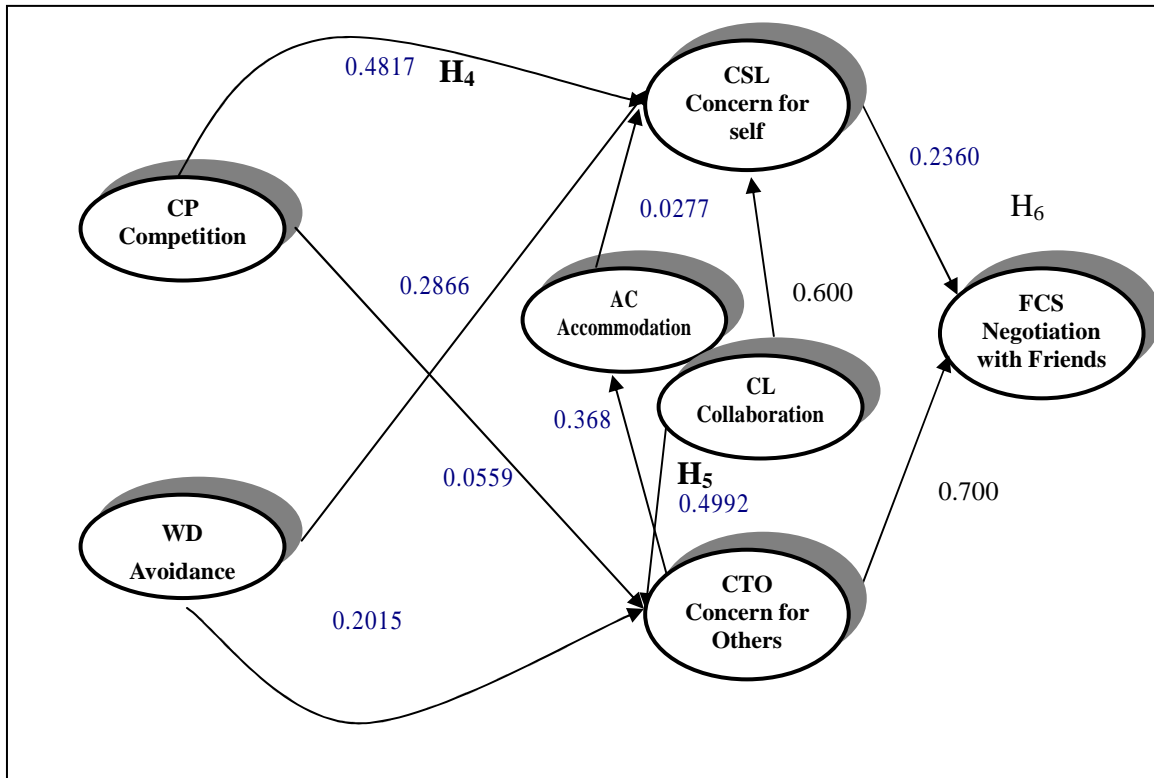 CSL
Concern for
self
0.4817
H₄
0.2360
CP
Competition
0.0277
H₆
0.2866
AC
Accommodation
0.600
FCS
Negotiation
with Friends
CL
Collaboration
0.368
H₅
0.0559
0.4992
0.700
WD
Avoidance
CTO
Concern for
Others
0.2015